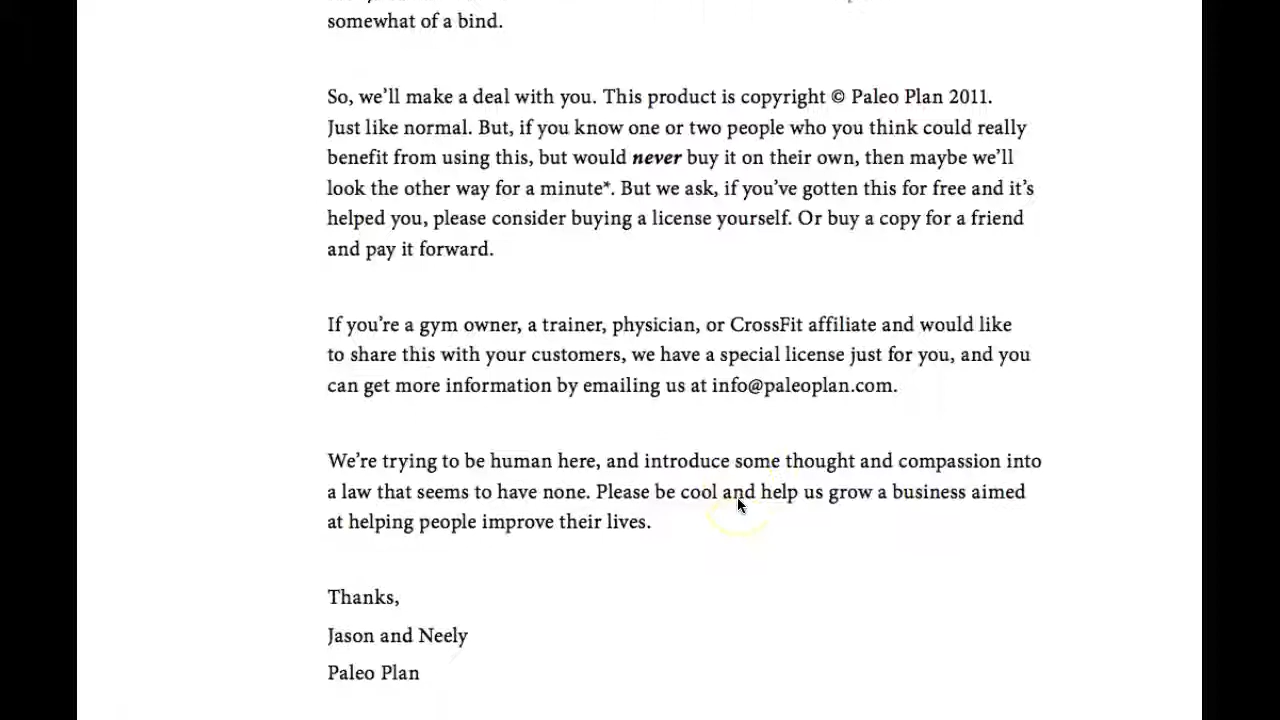 somewhat of a bind.
So, we'll make a deal with you. This product is copyright © Paleo Plan 2011.
Just like normal. But, if you know one or two people who you think could really
benefit from using this, but would never buy it on their own, then maybe we'll
look the other way for a minute*. But we ask, if you've gotten this for free and it's
helped you, please consider buying a license yourself. Or buy a copy for a friend
and pay it forward.
If you're a gym owner, a trainer, physician, or CrossFit affiliate and would like
to share this with your customers, we have a special license just for you, and you
can get more information by emailing us at info@paleoplan.com.
We're trying to be human here, and introduce some thought and compassion into
a law that seems to have none. Please be cool and help us grow a business aimed
at helping people improve their lives.
Thanks,
Jason and Neely
Paleo Plan